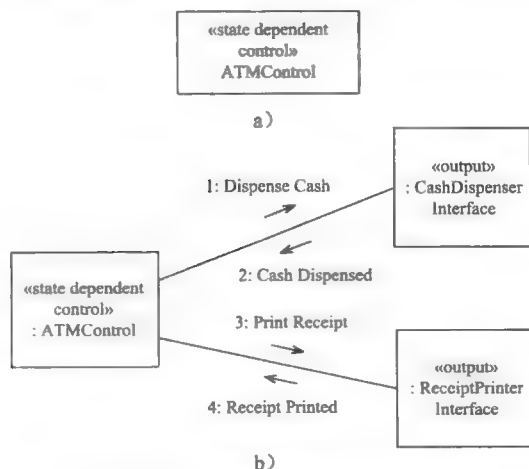 «state dependent
control»
ATMControl
a)
1: Dispense Cash
«output»
: CashDispenser
Interface
2: Cash Dispensed
«state dependent
control»
: ATMControl
3: Print Receipt
4: Receipt Printed
«output»
: ReceiptPrinter
Interface
b)